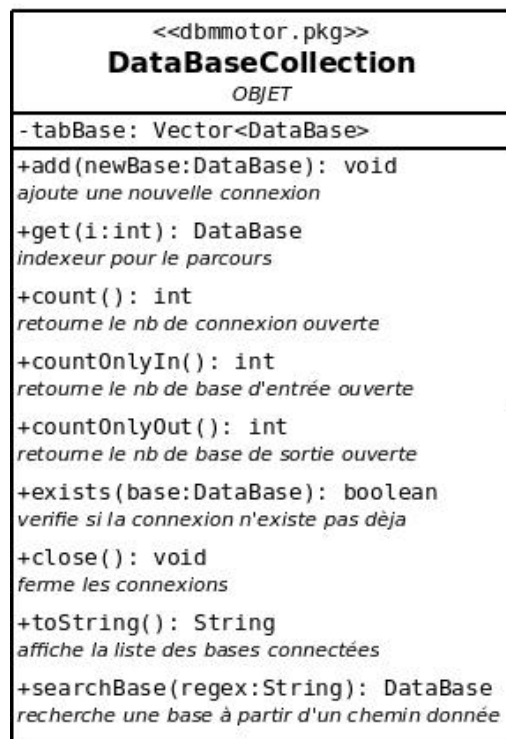 <<dbmmotor.pkg>>
DataBaseCollection
OBJET
-tabBase: Vector<DataBase>
+add(newBase:DataBase): void
ajoute une nouvelle connexion
+get(i:int): DataBase
indexeur pour le parcours
+count(): int
retourne le nb de connexion ouverte
+countOnlyIn(): int
retourne le nb de base d'entrée ouverte
+countOnlyOut(): int
retourne le nb de base de sortie ouverte
+exists(base:DataBase): boolean
verifie si la connexion n'existe pas dèja
+close(): void
ferme les connexions
+toString(): String
affiche la liste des bases connectées
+searchBase(regex:String): DataBase
recherche une base à partir d'un chemin donnée